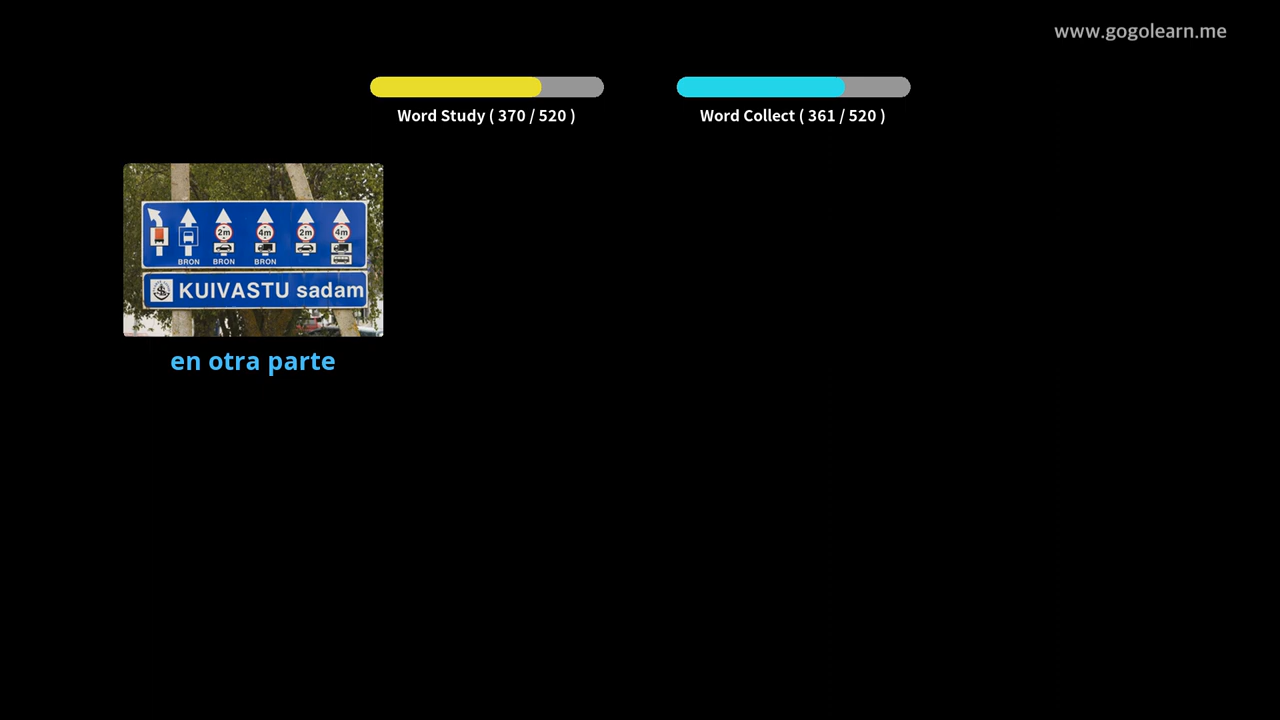 www.gogolearn.me
Word Study ( 370 / 520 )
Word Collect ( 361 / 520 )
2m 4m 2m 4m
BRON BRON BRON
KUIVASTU sadam
en otra parte